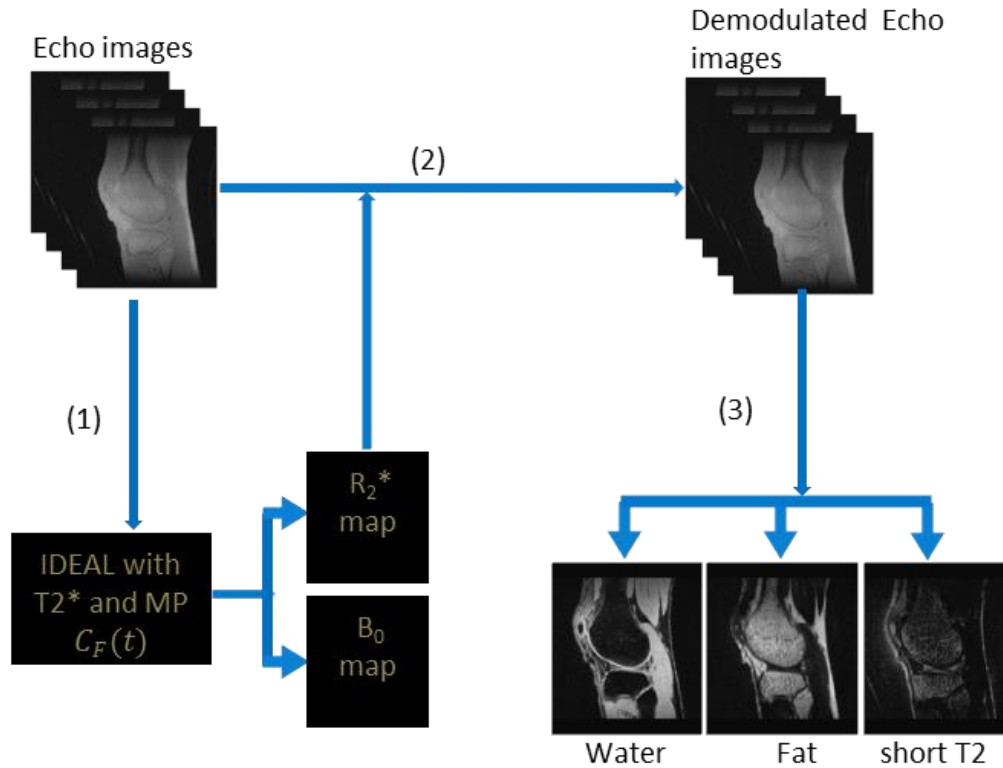 Echo images
Demodulated Echo
images
(2)
(1)
(3)
IDEAL with
T2* and MP
C_F(t)
R₂*
map
B₀
map
Water
Fat
short T2